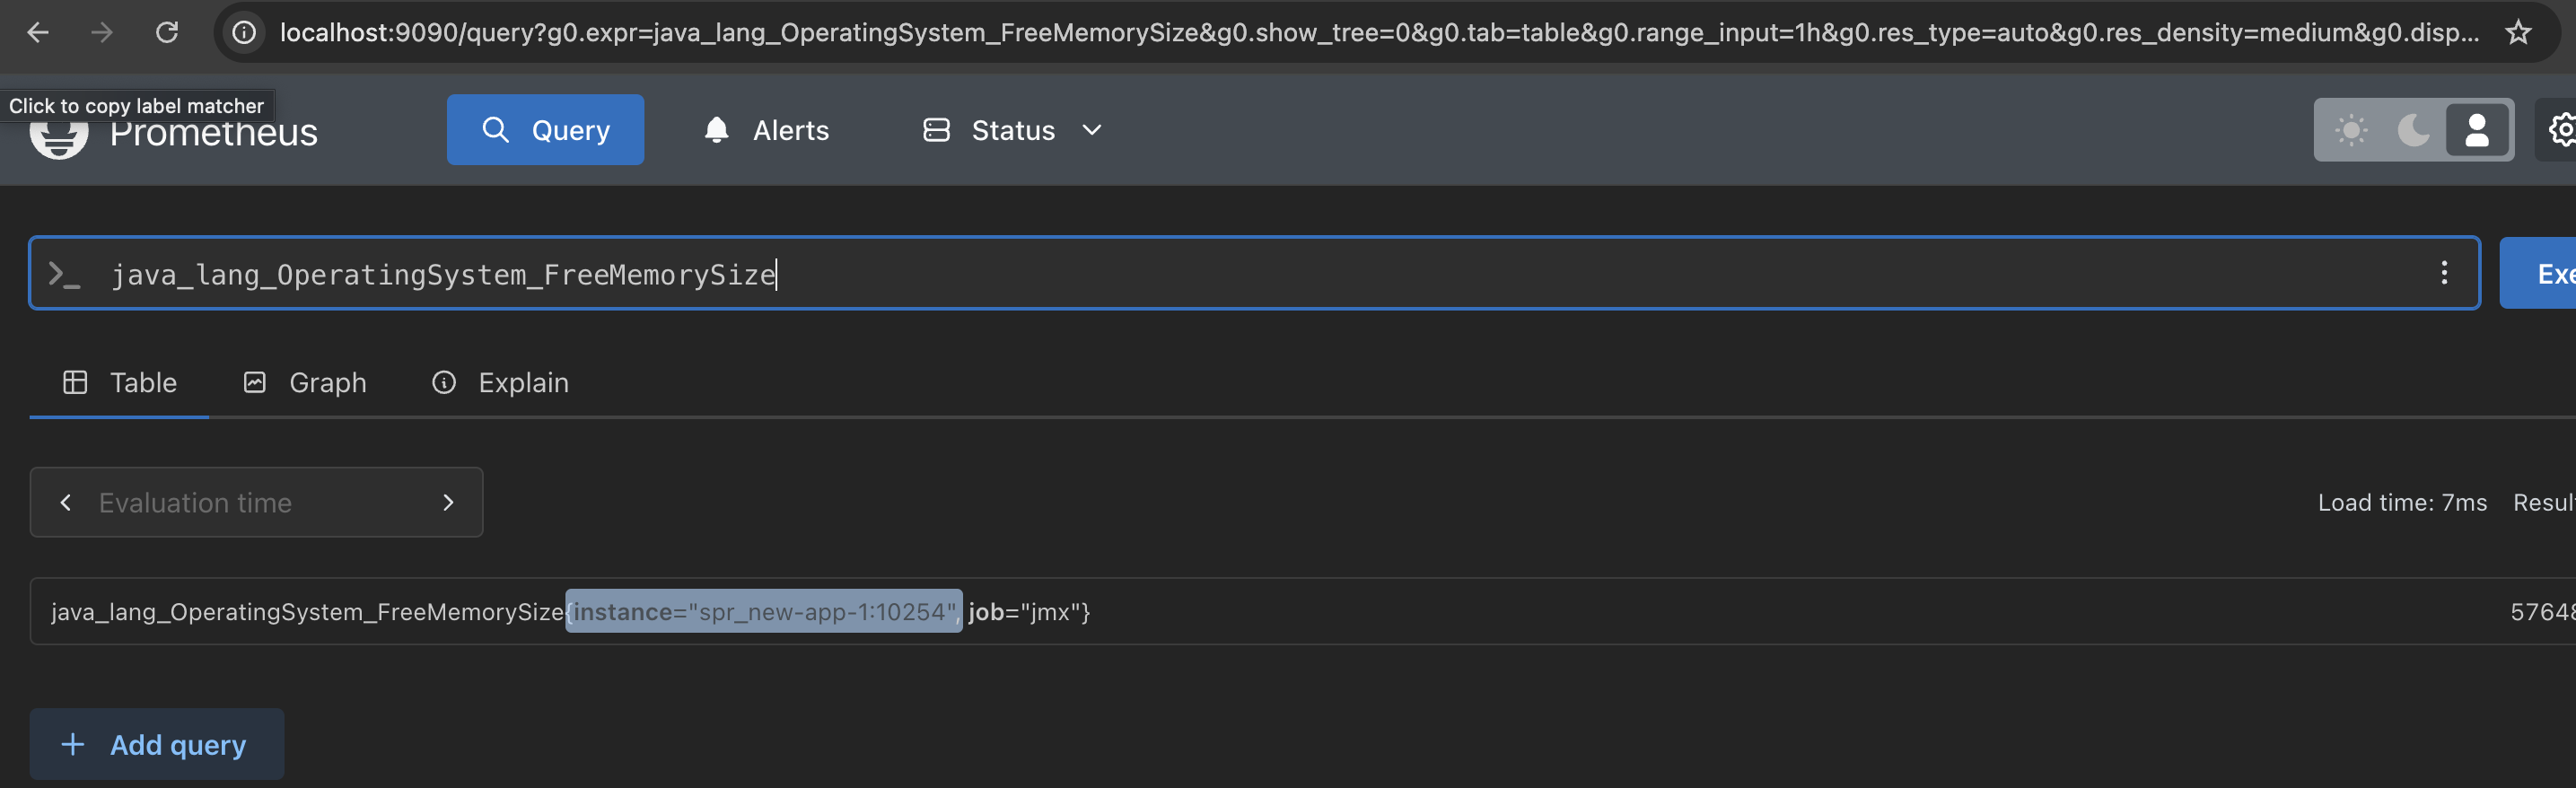 localhost:9090/query?g0.expr=java_lang_OperatingSystem_FreeMemorySize&g0.show_tree=0&g0.tab=table&g0.range_input=1h&g0.res_type=auto&g0.res_density=medium&g0.disp...
Click to copy label matcher
Prometheus Query Alerts Status
>_ java_lang_OperatingSystem_FreeMemorySize Exe
Table Graph Explain
Evaluation time Load time: 7ms Resul
java_lang_OperatingSystem_FreeMemorySize{instance="spr_new-app-1:10254", job="jmx"} 57648
+ Add query